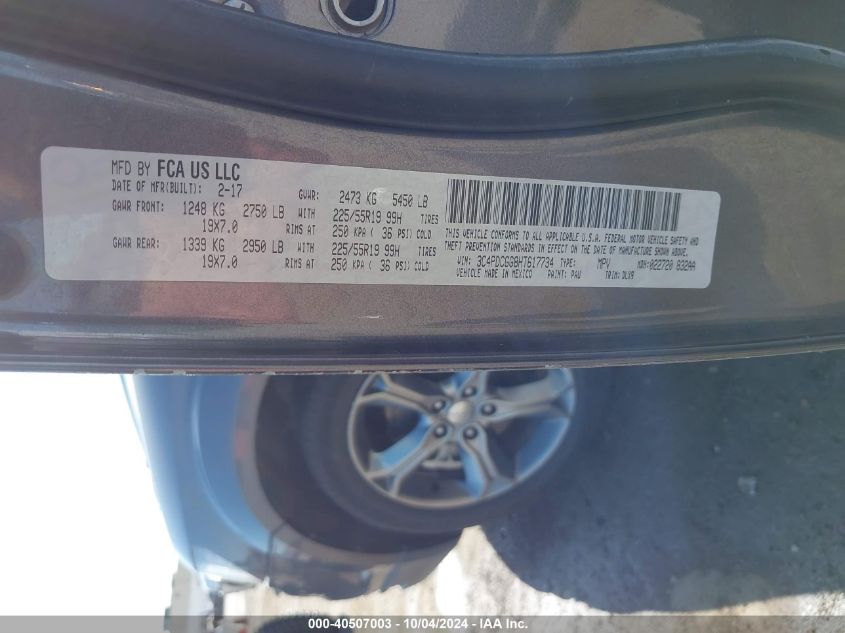 MFD BY FCA US LLC
DATE OF MFR(BUILT): 2-17 GVWR: 2473 KG 5450 LB
GAWR FRONT: 1248 KG 2750 LB WITH 225/55R19 99H TIRES
19X7.0 RIMS AT 250 KPA ( 36 PSI) COLD
GAWR REAR: 1339 KG 2950 LB WITH 225/55R19 99H TIRES
19X7.0 RIMS AT 250 KPA ( 36 PSI) COLD
THIS VEHICLE CONFORMS TO ALL APPLICABLE U.S.A. FEDERAL MOTOR VEHICLE SAFETY AND
THEFT PREVENTION STANDARDS IN EFFECT ON THE DATE OF MANUFACTURE SHOWN ABOVE.
VIN: 3C4PDCGG8HT617734 TYPE: MPV MDH: 022720 832AA
VEHICLE MADE IN MEXICO PAINT: PAU TRIM: DLX9
000-40507003 - 10/04/2024 - COPYRIGHT IAA, INC.